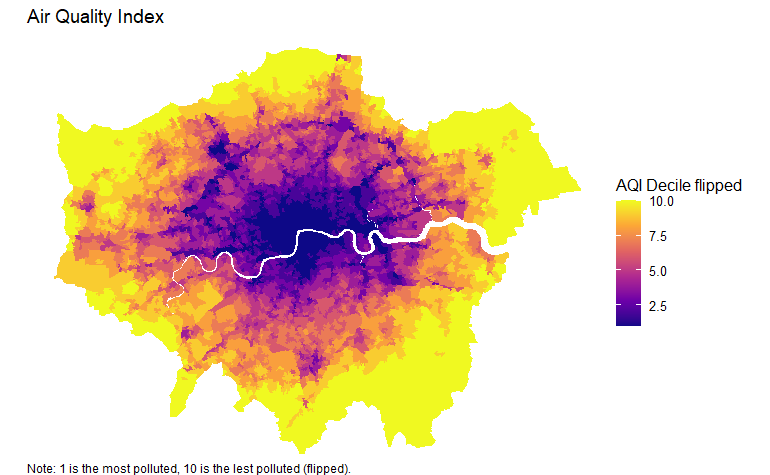 Air Quality Index
AQI Decile flipped
10.0
7.5
5.0
2.5
Note: 1 is the most polluted, 10 is the lest polluted (flipped).